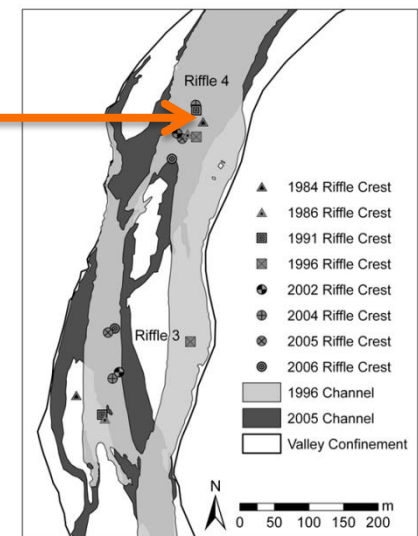 Riffle 4
1984 Riffle Crest
1986 Riffle Crest
1991 Riffle Crest
1996 Riffle Crest
2002 Riffle Crest
2004 Riffle Crest
2005 Riffle Crest
2006 Riffle Crest
1996 Channel
2005 Channel
Valley Confinement
Riffle 3
N
m
0 50 100 150 200